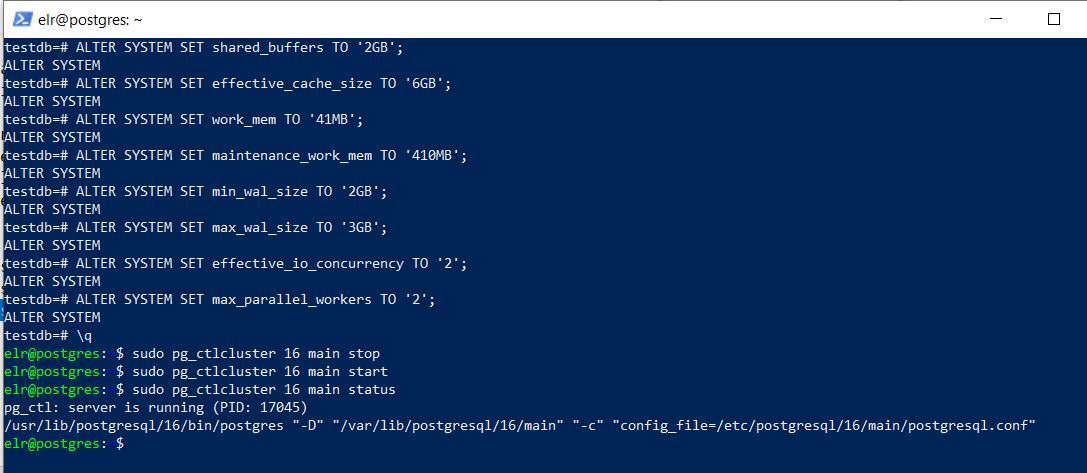 elr@postgres: ~
testdb=# ALTER SYSTEM SET shared_buffers TO '2GB';
ALTER SYSTEM
testdb=# ALTER SYSTEM SET effective_cache_size TO '6GB';
ALTER SYSTEM
testdb=# ALTER SYSTEM SET work_mem TO '41MB';
ALTER SYSTEM
testdb=# ALTER SYSTEM SET maintenance_work_mem TO '410MB';
ALTER SYSTEM
testdb=# ALTER SYSTEM SET min_wal_size TO '2GB';
ALTER SYSTEM
testdb=# ALTER SYSTEM SET max_wal_size TO '3GB';
ALTER SYSTEM
testdb=# ALTER SYSTEM SET effective_io_concurrency TO '2';
ALTER SYSTEM
testdb=# ALTER SYSTEM SET max_parallel_workers TO '2';
ALTER SYSTEM
testdb=# \q
elr@postgres: $ sudo pg_ctlcluster 16 main stop
elr@postgres: $ sudo pg_ctlcluster 16 main start
elr@postgres: $ sudo pg_ctlcluster 16 main status
pg_ctl: server is running (PID: 17045)
/usr/lib/postgresql/16/bin/postgres "-D" "/var/lib/postgresql/16/main" "-c" "config_file=/etc/postgresql/16/main/postgresql.conf"
elr@postgres: $